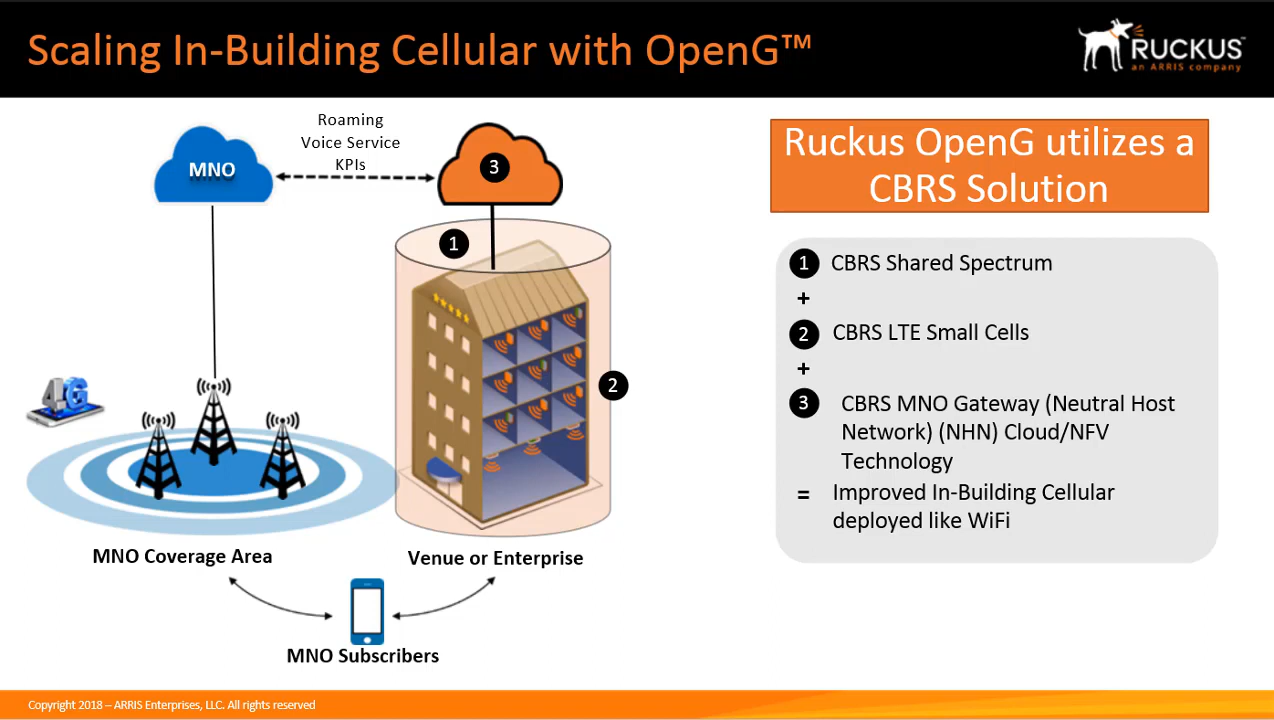 Scaling In-Building Cellular with OpenG™
RUCKUS™
an ARRIS company
Roaming
Voice Service
KPIs
MNO
3
1
2
4G
MNO Coverage Area
Venue or Enterprise
MNO Subscribers
Ruckus OpenG utilizes a
CBRS Solution
1 CBRS Shared Spectrum
+
2 CBRS LTE Small Cells
+
3 CBRS MNO Gateway (Neutral Host
Network) (NHN) Cloud/NFV
Technology
= Improved In-Building Cellular
deployed like WiFi
Copyright 2018 – ARRIS Enterprises, LLC. All rights reserved